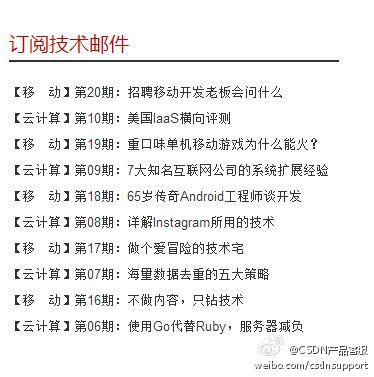 订阅技术邮件
【移　动】第20期：招聘移动开发老板会问什么
【云计算】第10期：美国IaaS横向评测
【移　动】第19期：重口味单机移动游戏为什么能火？
【云计算】第09期：7大知名互联网公司的系统扩展经验
【移　动】第18期：65岁传奇Android工程师谈开发
【云计算】第08期：详解Instagram所用的技术
【移　动】第17期：做个爱冒险的技术宅
【云计算】第07期：海量数据去重的五大策略
【移　动】第16期：不做内容，只钻技术
【云计算】第06期：使用Go代替Ruby，服务器减负
@CSDN产品客服
weibo.com/csdnsupport